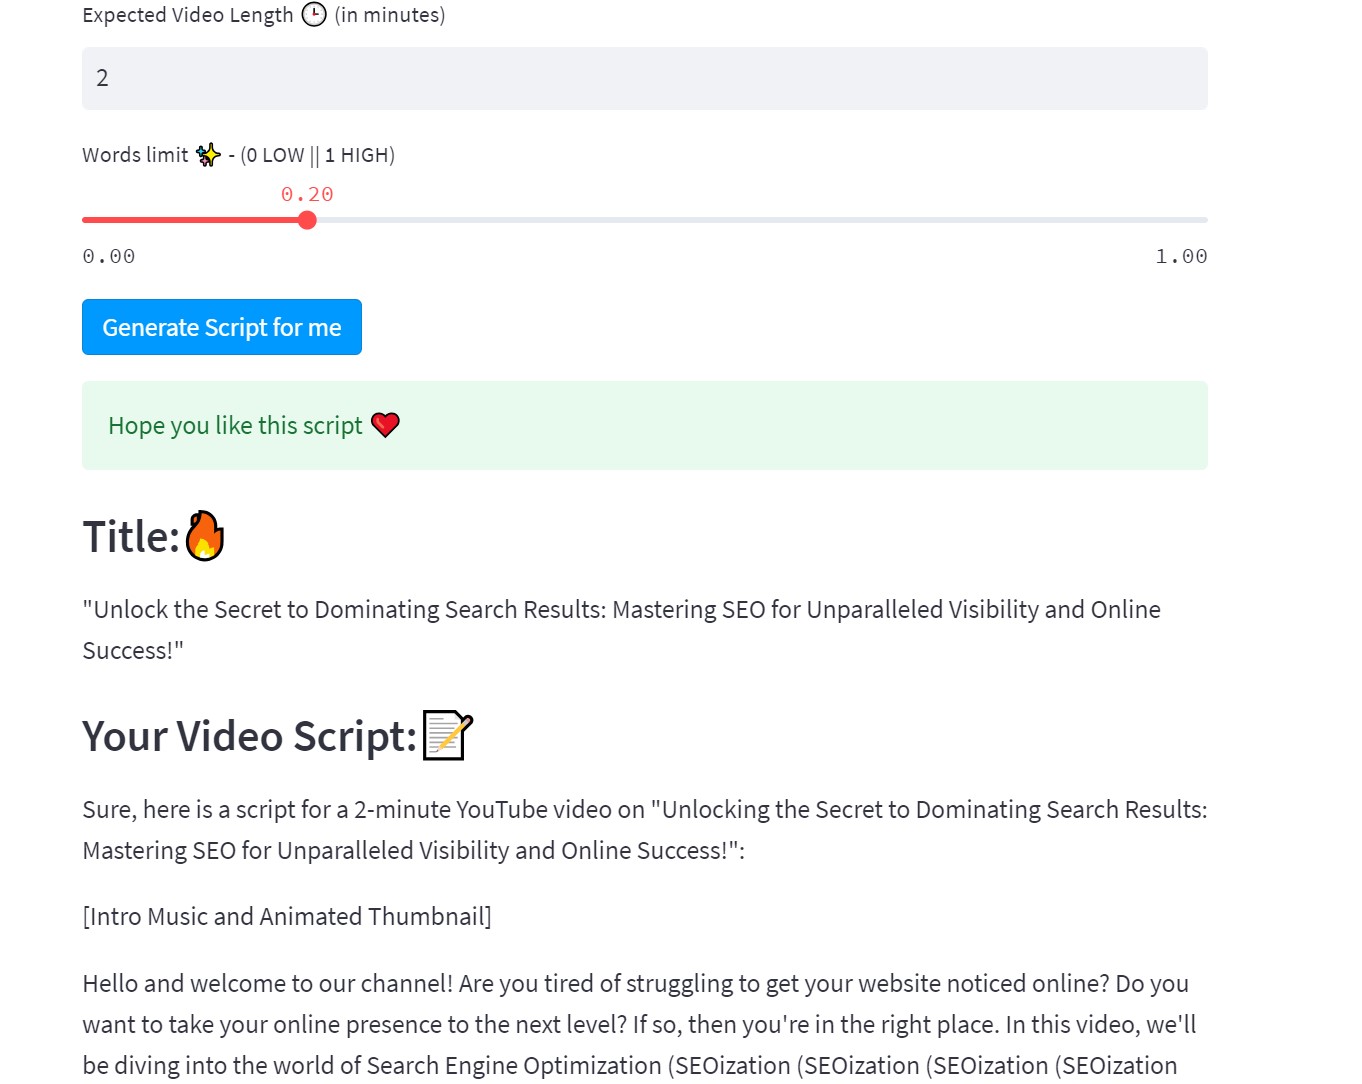 Expected Video Length 🕒 (in minutes)
2
Words limit ✨ - (0 LOW || 1 HIGH)
0.20
0.00 1.00
Generate Script for me
Hope you like this script ❤️
Title:🔥
"Unlock the Secret to Dominating Search Results: Mastering SEO for Unparalleled Visibility and Online
Success!"
Your Video Script:📝
Sure, here is a script for a 2-minute YouTube video on "Unlocking the Secret to Dominating Search Results:
Mastering SEO for Unparalleled Visibility and Online Success!":
[Intro Music and Animated Thumbnail]
Hello and welcome to our channel! Are you tired of struggling to get your website noticed online? Do you
want to take your online presence to the next level? If so, then you're in the right place. In this video, we'll
be diving into the world of Search Engine Optimization (SEOization (SEOization (SEOization (SEOization